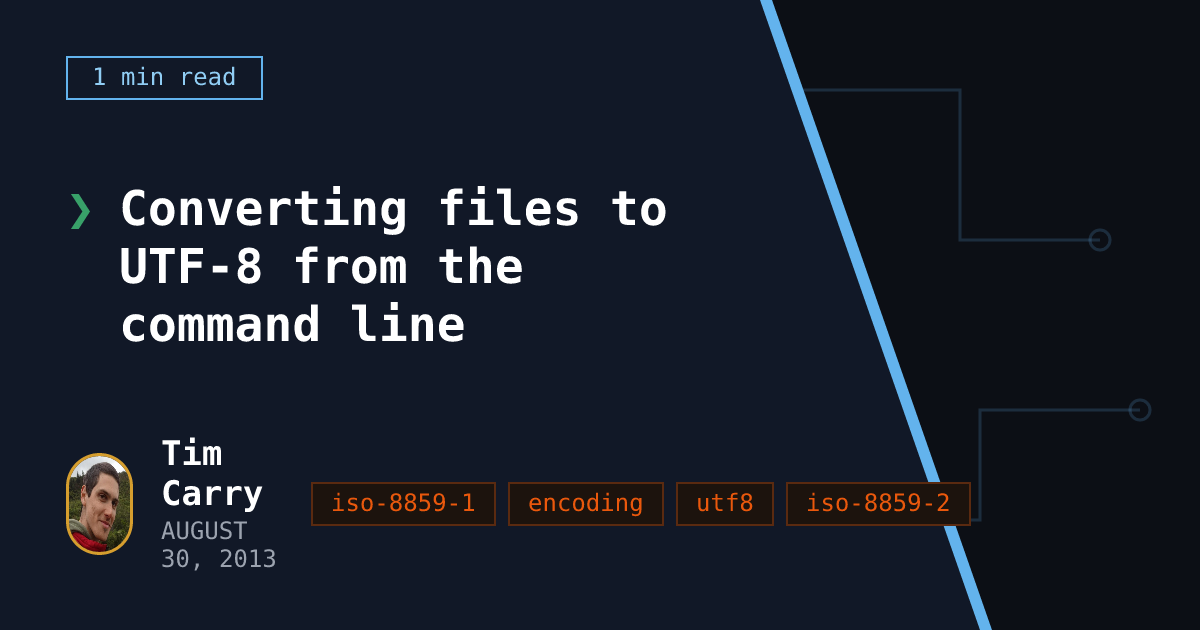 1 min read
❯ Converting files to
UTF-8 from the
command line
Tim
Carry
AUGUST
30, 2013
iso-8859-1 encoding utf8 iso-8859-2